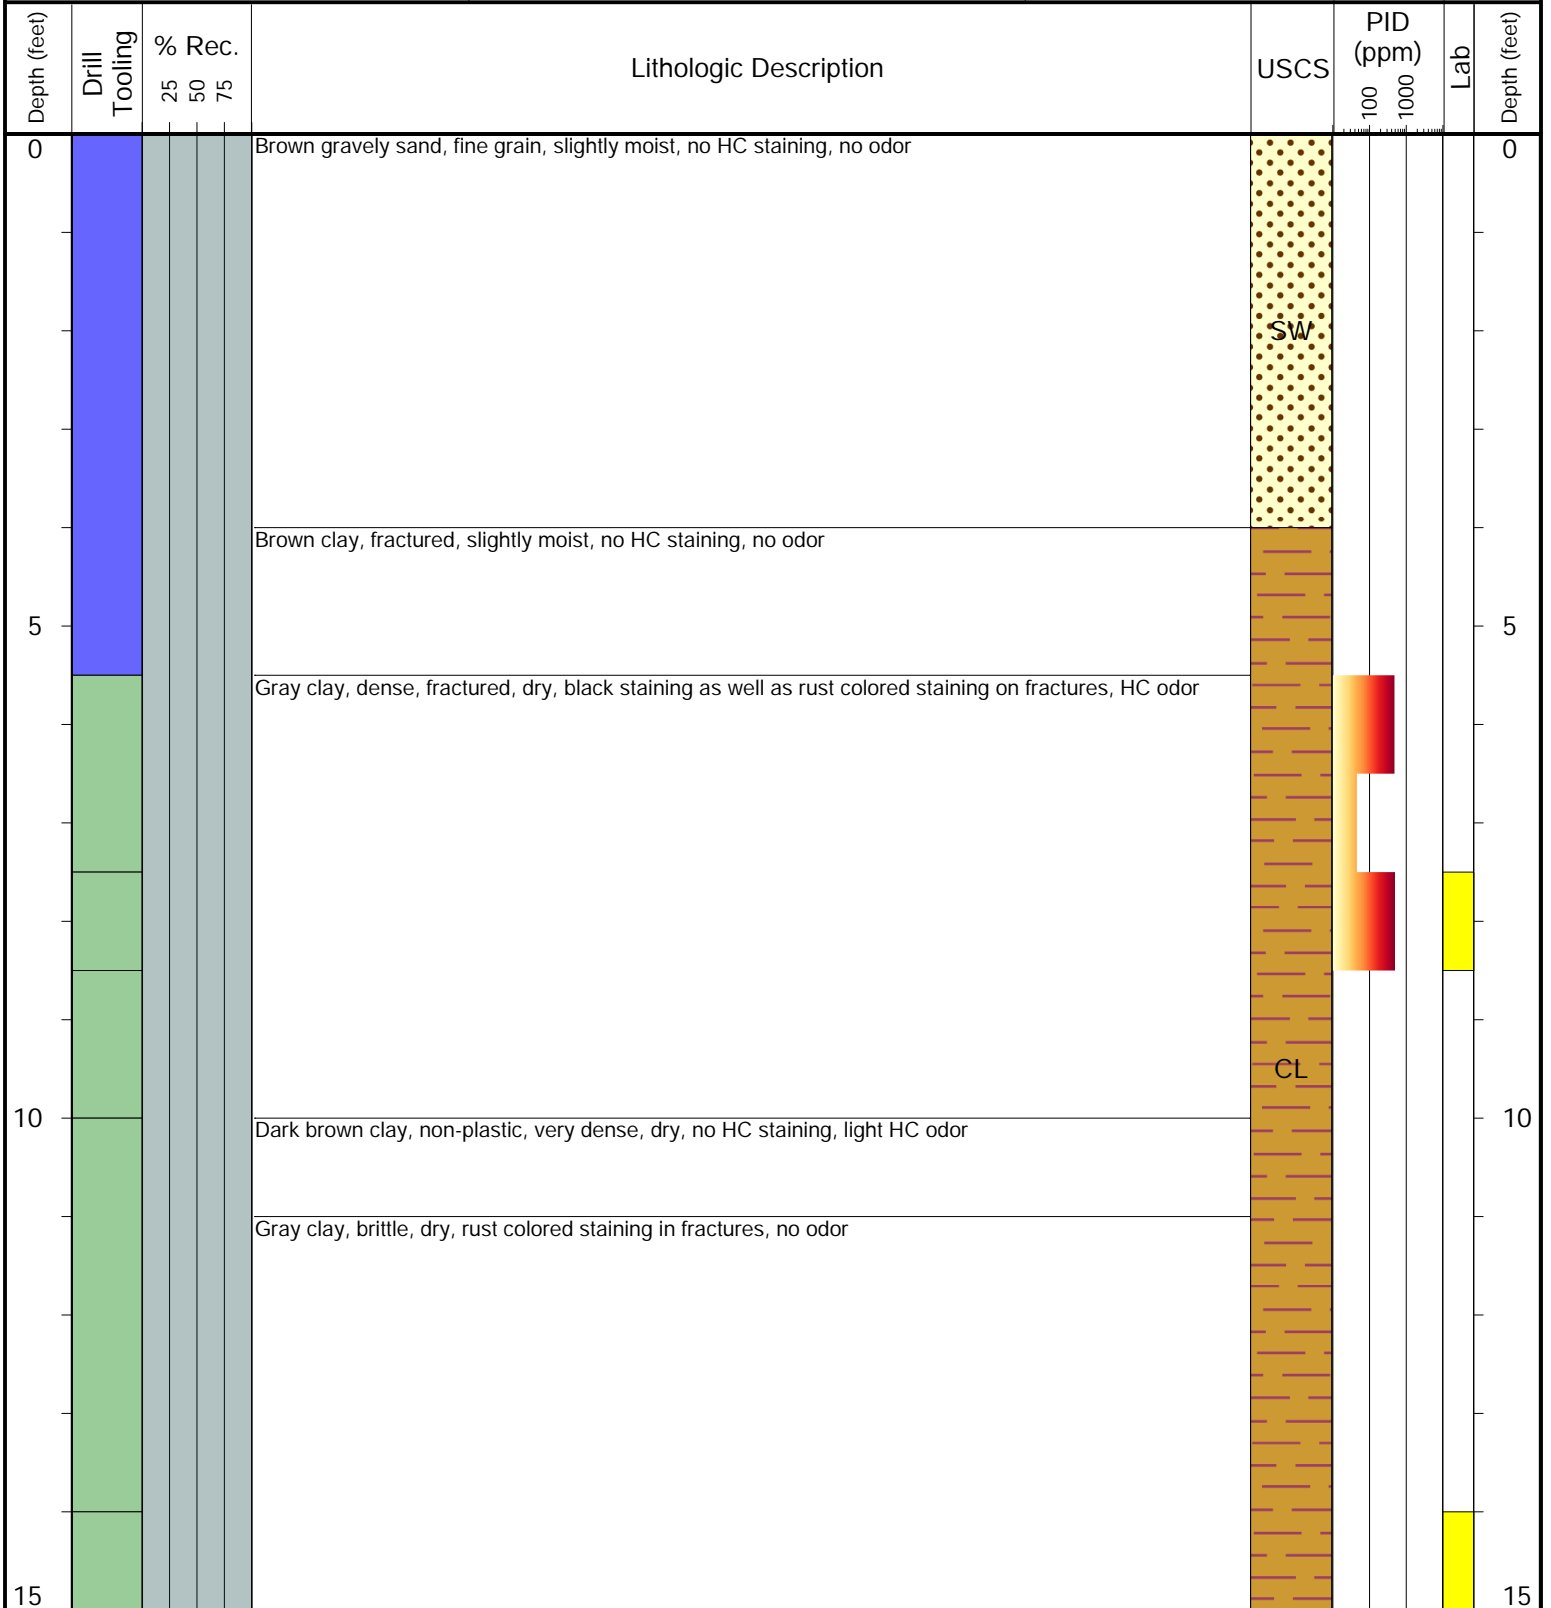 Depth (feet)
Drill
Tooling
% Rec.
25 50 75
Lithologic Description
USCS
PID
(ppm)
100 1000
Lab
Depth (feet)
0 Brown gravely sand, fine grain, slightly moist, no HC staining, no odor 0
SW
Brown clay, fractured, slightly moist, no HC staining, no odor
5 5
Gray clay, dense, fractured, dry, black staining as well as rust colored staining on fractures, HC odor
CL
10 10
Dark brown clay, non-plastic, very dense, dry, no HC staining, light HC odor
Gray clay, brittle, dry, rust colored staining in fractures, no odor
15 15